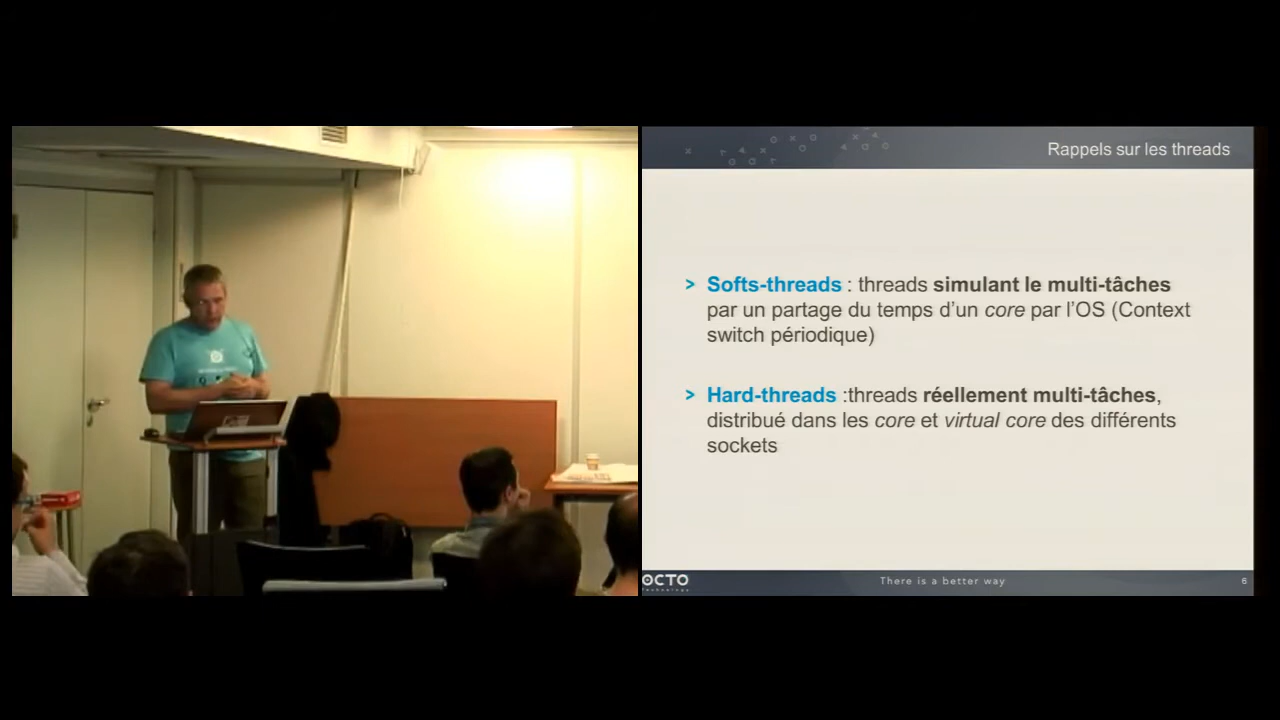 Rappels sur les threads
> Softs-threads : threads simulant le multi-tâches
par un partage du temps d'un core par l'OS (Context
switch périodique)
> Hard-threads :threads réellement multi-tâches,
distribué dans les core et virtual core des différents
sockets
OCTO
Technology
There is a better way
6